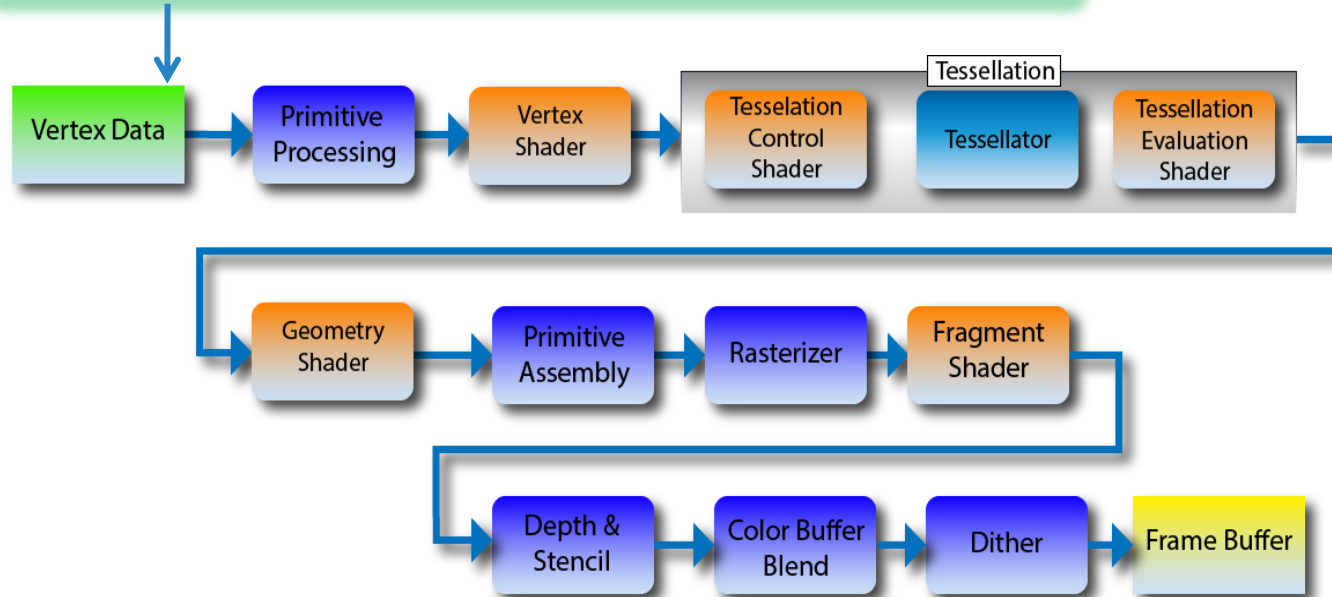 Tessellation
Vertex Data
Primitive
Processing
Vertex
Shader
Tesselation
Control
Shader
Tessellator
Tessellation
Evaluation
Shader
Geometry
Shader
Primitive
Assembly
Rasterizer
Fragment
Shader
Depth &
Stencil
Color Buffer
Blend
Dither
Frame Buffer